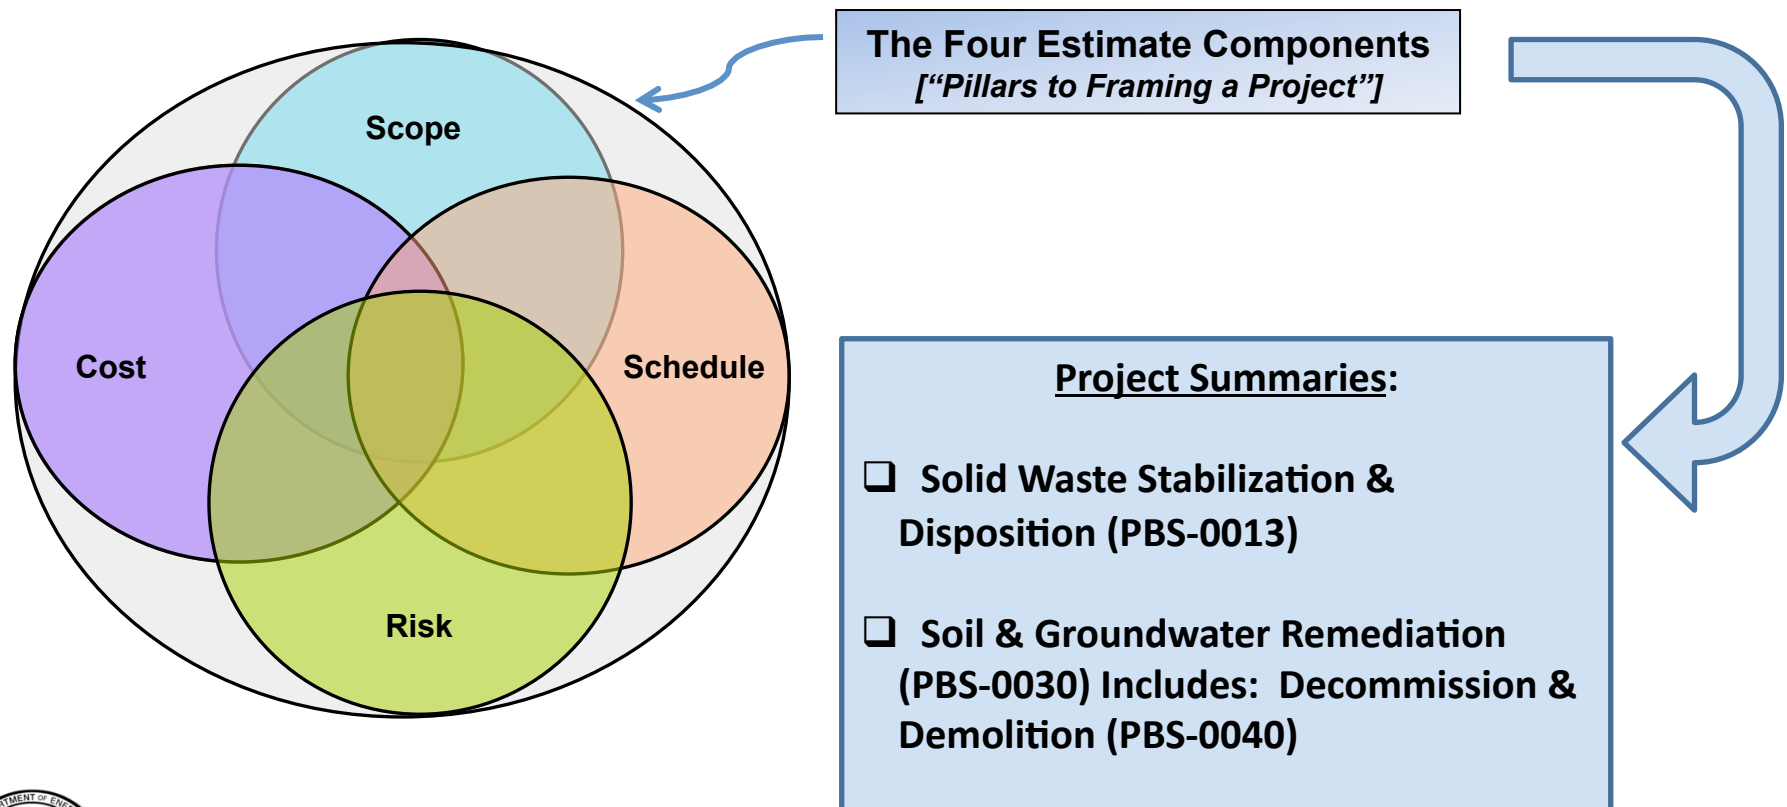 The Four Estimate Components
[“Pillars to Framing a Project”]
Scope
Cost
Schedule
Risk
Project Summaries:
❑ Solid Waste Stabilization &
Disposition (PBS-0013)
❑ Soil & Groundwater Remediation
(PBS-0030) Includes: Decommission &
Demolition (PBS-0040)